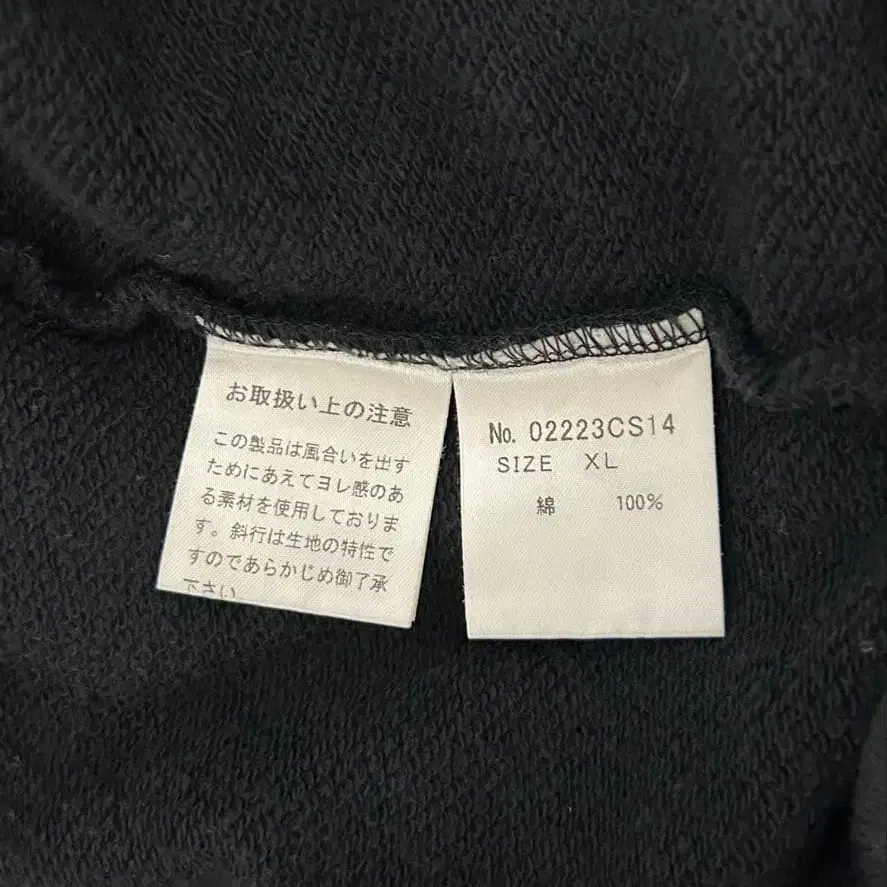 お取扱い上の注意
この製品は風合いを出す
ためにあえてヨレ感のあ
る素材を使用しておりま
す。斜行は生地の特性で
すのであらかじめ御了承
下さい。
No. 02223CS14
SIZE XL
綿 100%